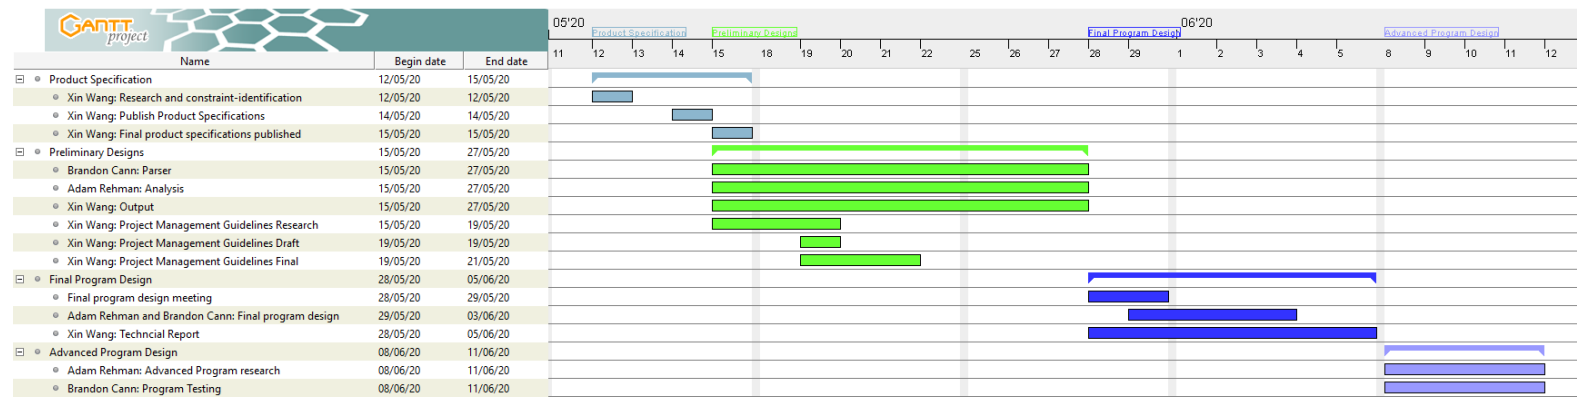 GANTT
project
05'20
06'20
Product Specification
Preliminary Designs
Final Program Design
Advanced Program Design
11 12 13 14 15 18 19 20 21 22 25 26 27 28 29 1 2 3 4 5 8 9 10 11 12
Name Begin date End date
Product Specification 12/05/20 15/05/20
Xin Wang: Research and constraint-identification 12/05/20 12/05/20
Xin Wang: Publish Product Specifications 14/05/20 14/05/20
Xin Wang: Final product specifications published 15/05/20 15/05/20
Preliminary Designs 15/05/20 27/05/20
Brandon Cann: Parser 15/05/20 27/05/20
Adam Rehman: Analysis 15/05/20 27/05/20
Xin Wang: Output 15/05/20 27/05/20
Xin Wang: Project Management Guidelines Research 15/05/20 19/05/20
Xin Wang: Project Management Guidelines Draft 19/05/20 19/05/20
Xin Wang: Project Management Guidelines Final 19/05/20 21/05/20
Final Program Design 28/05/20 05/06/20
Final program design meeting 28/05/20 29/05/20
Adam Rehman and Brandon Cann: Final program design 29/05/20 03/06/20
Xin Wang: Techncial Report 28/05/20 05/06/20
Advanced Program Design 08/06/20 11/06/20
Adam Rehman: Advanced Program research 08/06/20 11/06/20
Brandon Cann: Program Testing 08/06/20 11/06/20